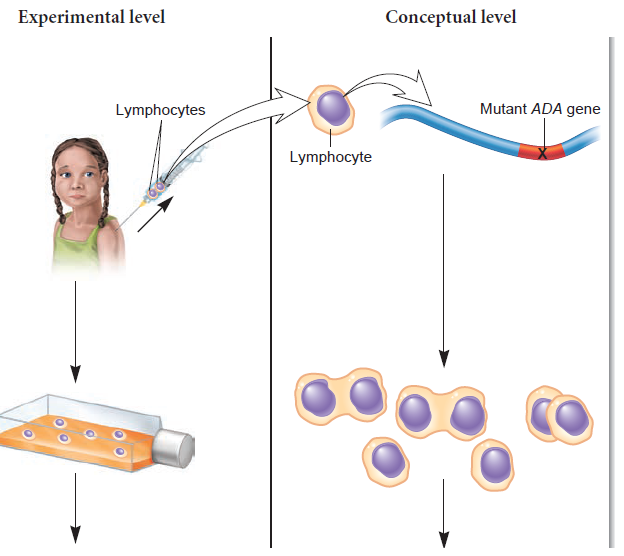 Experimental level
Conceptual level
Lymphocytes
Lymphocyte
Mutant ADA gene
X